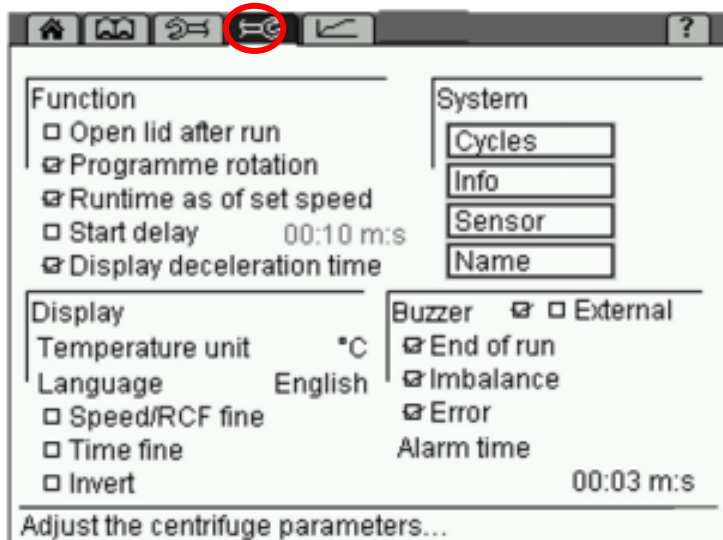 ?
Function
Open lid after run
Programme rotation
Runtime as of set speed
Start delay 00:10 m:s
Display deceleration time
System
Cycles
Info
Sensor
Name
Display
Temperature unit °C
Language English
Speed/RCF fine
Time fine
Invert
Buzzer External
End of run
Imbalance
Error
Alarm time
00:03 m:s
Adjust the centrifuge parameters...